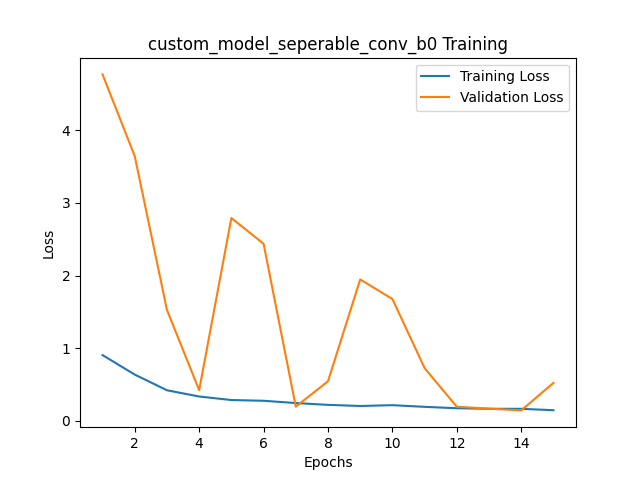 custom_model_seperable_conv_b0 Training
Training Loss
Validation Loss
4
3
2
1
0
Loss
2
4
6
8
10
12
14
Epochs